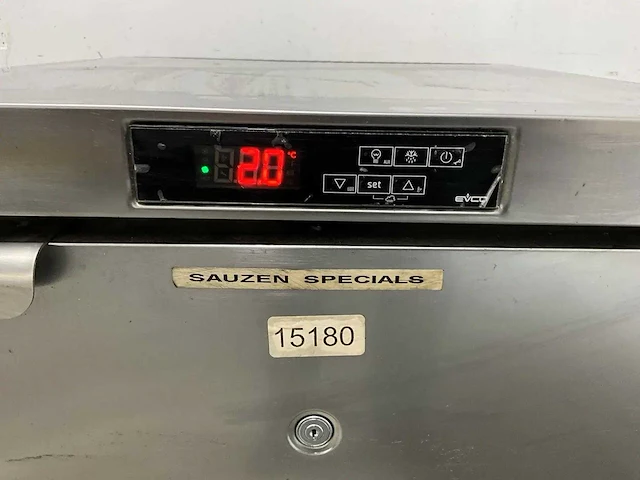 2.0 °C
set
EVCO
SAUZEN SPECIALS
15180